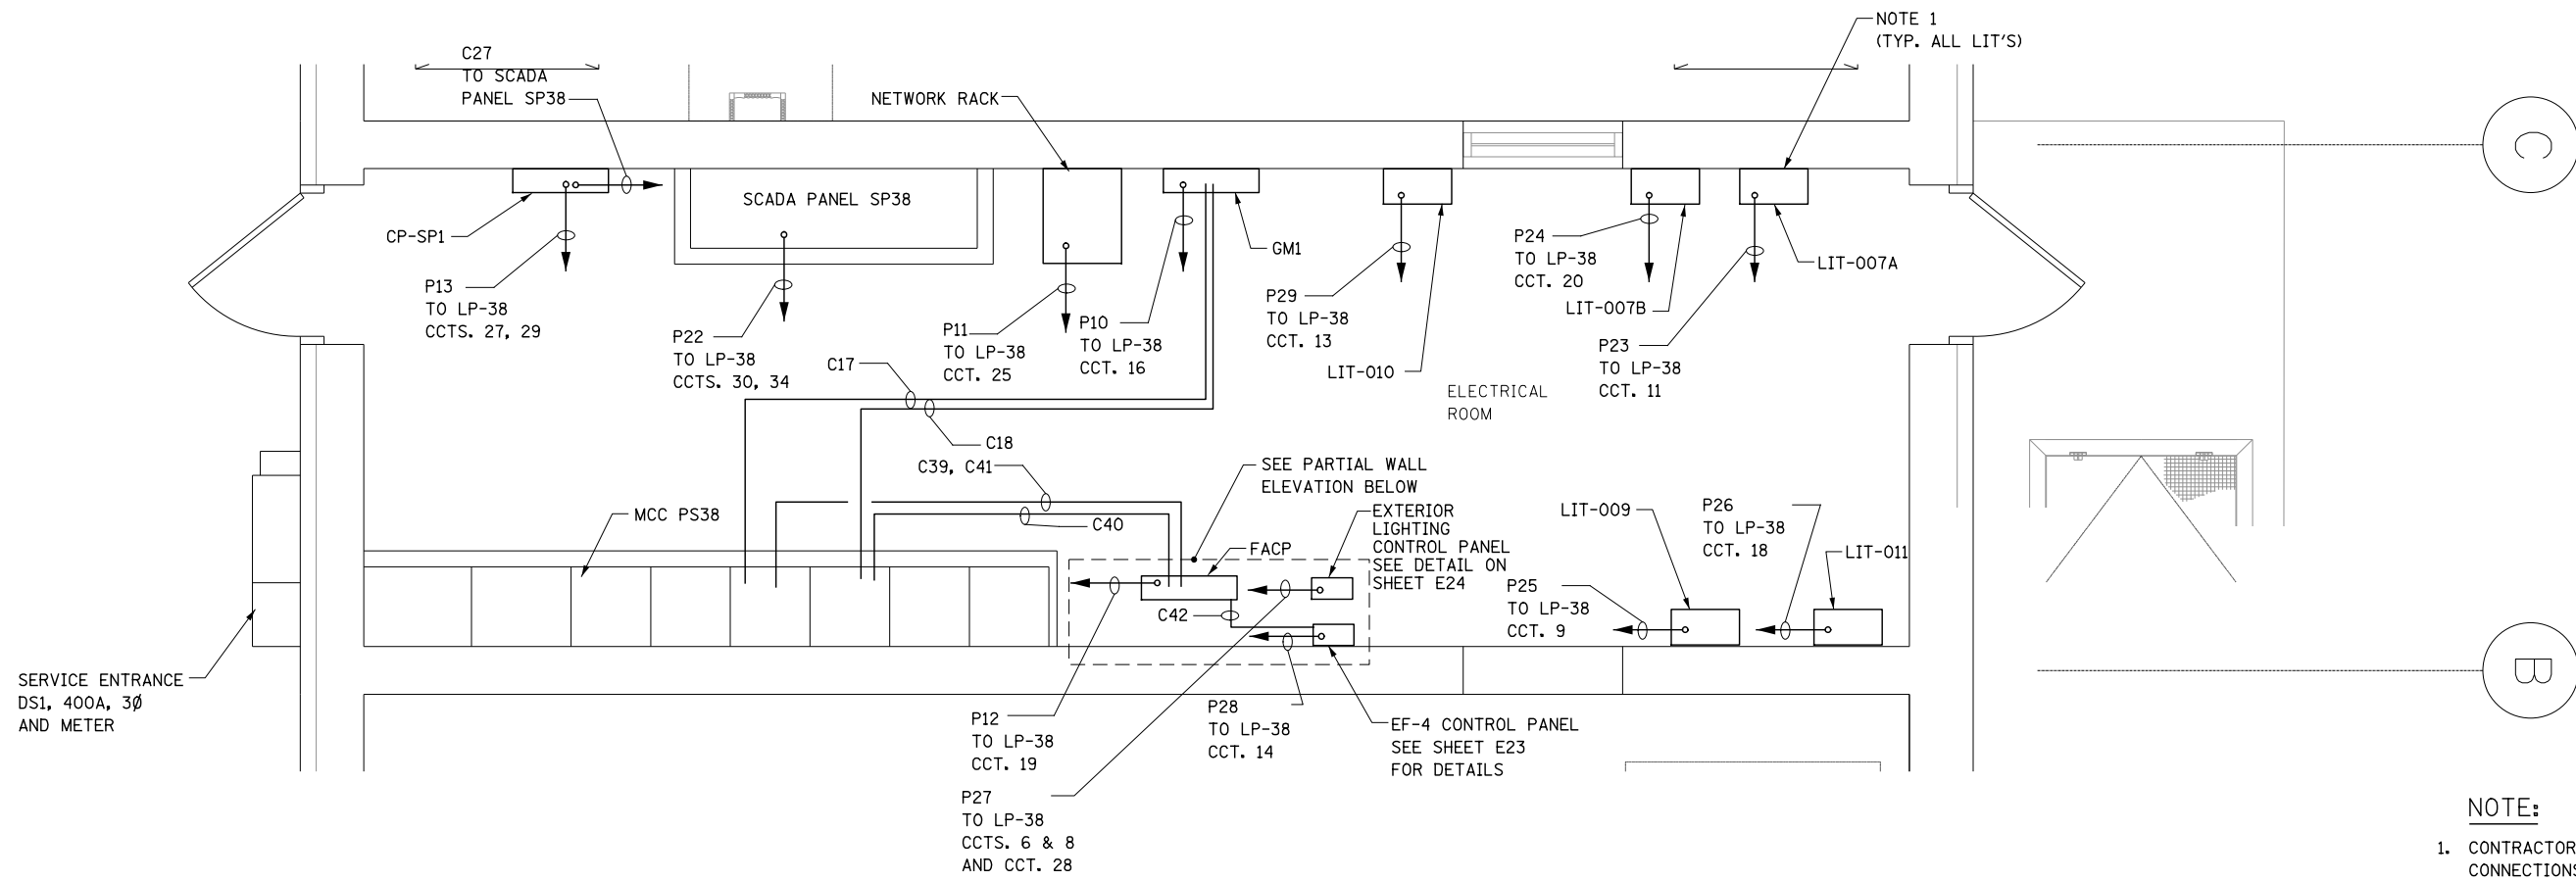 NOTE 1
(TYP. ALL LIT'S)
C27
TO SCADA
PANEL SP38
NETWORK RACK
C
SCADA PANEL SP38
CP-SP1
GM1
P13
TO LP-38
CCTS. 27, 29
P22
TO LP-38
CCTS. 30, 34
P11
TO LP-38
CCT. 25
P10
TO LP-38
CCT. 16
P29
TO LP-38
CCT. 13
LIT-010
P24
TO LP-38
CCT. 20
LIT-007B
LIT-007A
P23
TO LP-38
CCT. 11
C17
ELECTRICAL
ROOM
C18
C39, C41
SEE PARTIAL WALL
ELEVATION BELOW
MCC PS38
C40
FACP
EXTERIOR
LIGHTING
CONTROL PANEL
SEE DETAIL ON
SHEET E24
LIT-009
P26
TO LP-38
CCT. 18
LIT-011
P25
TO LP-38
CCT. 9
C42
B
SERVICE ENTRANCE
DS1, 400A, 3Ø
AND METER
P12
TO LP-38
CCT. 19
P28
TO LP-38
CCT. 14
EF-4 CONTROL PANEL
SEE SHEET E23
FOR DETAILS
P27
TO LP-38
CCTS. 6 & 8
AND CCT. 28
NOTE:
1. CONTRACTOR
CONNECTIONS